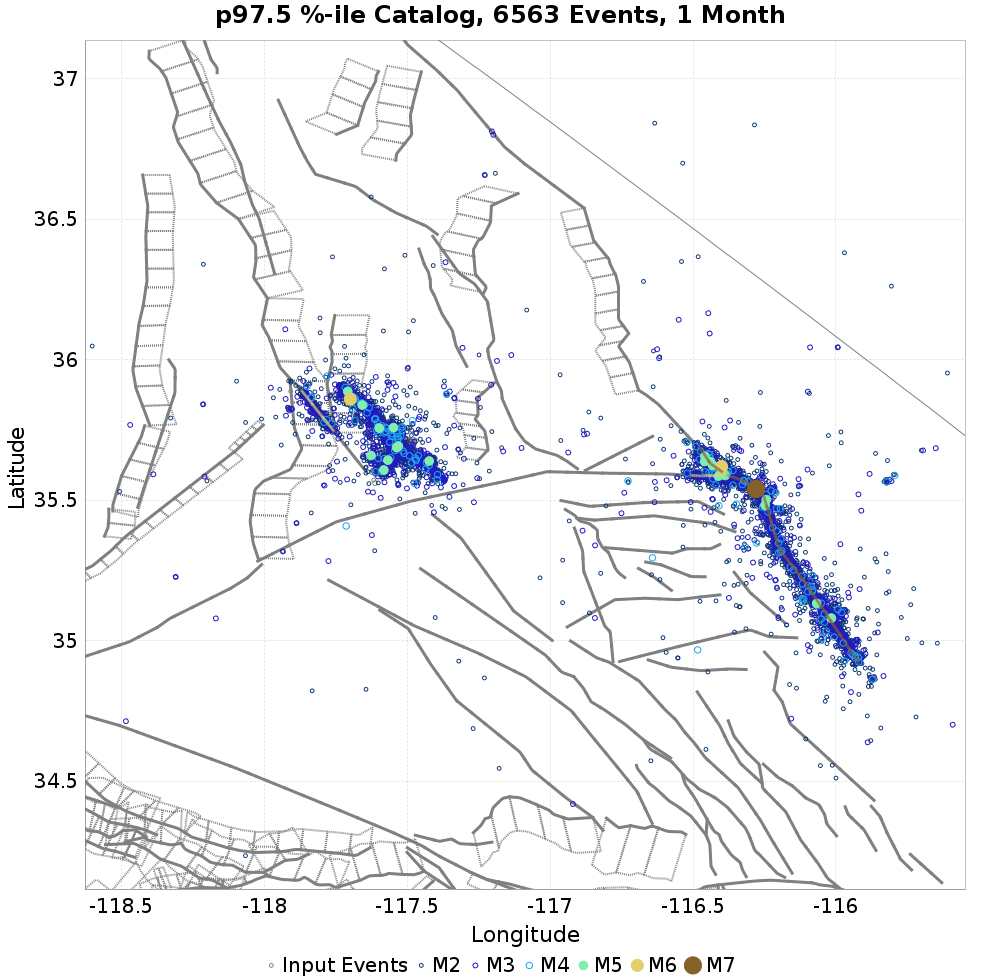 p97.5 %-ile Catalog, 6563 Events, 1 Month
37
36.5
36
35.5
35
34.5
Latitude
-118.5 -118 -117.5 -117 -116.5 -116
Longitude
Input Events M2 M3 M4 M5 M6 M7